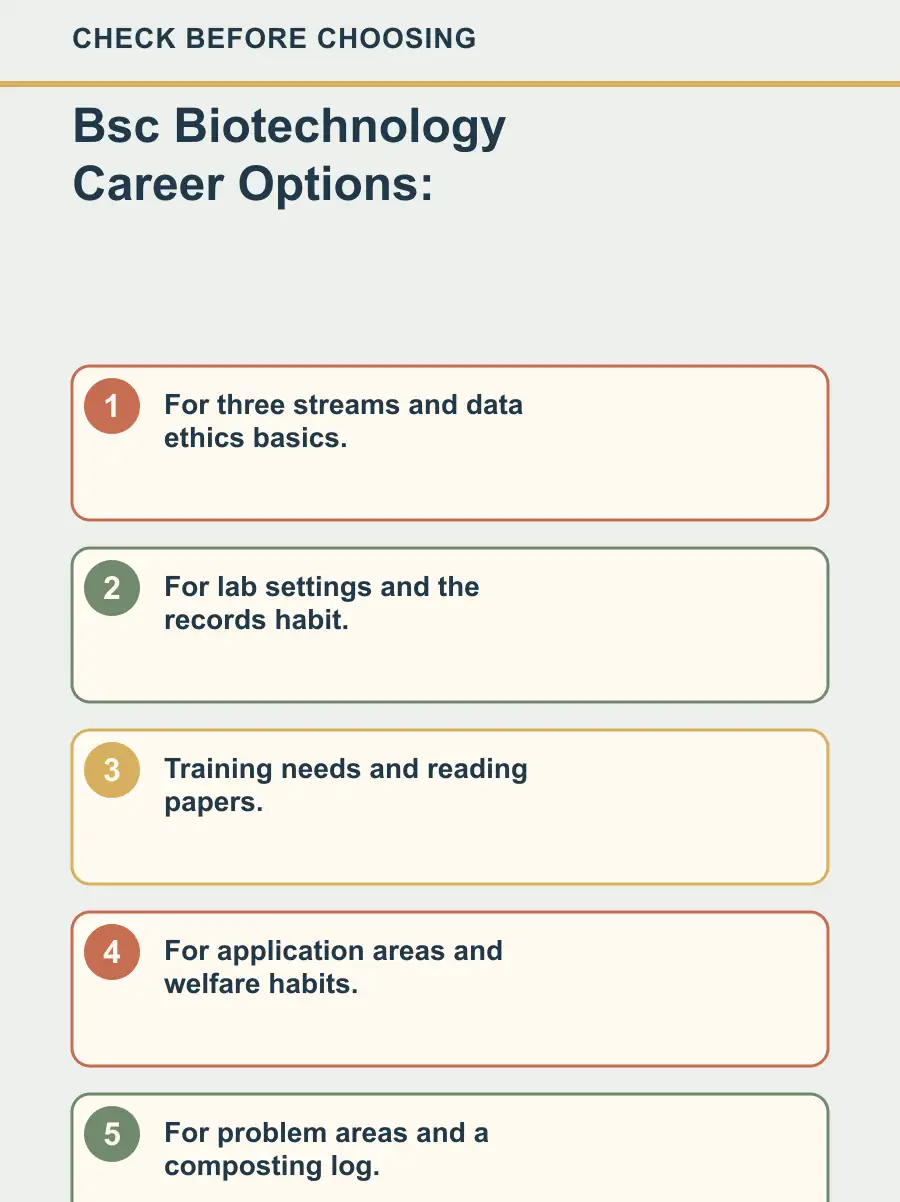 CHECK BEFORE CHOOSING
Bsc Biotechnology
Career Options:
1
For three streams and data
ethics basics.
2
For lab settings and the
records habit.
3
Training needs and reading
papers.
4
For application areas and
welfare habits.
5
For problem areas and a
composting log.